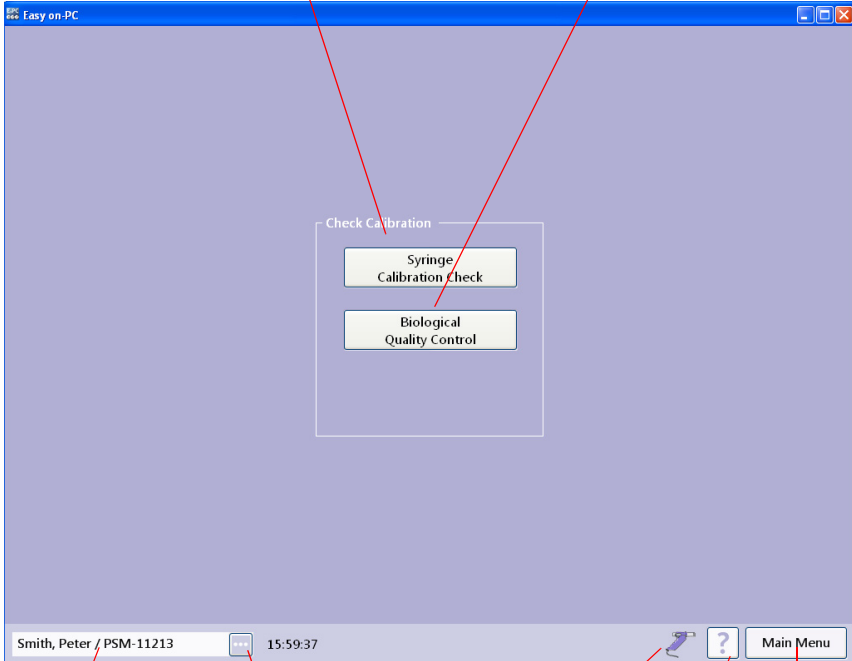 Easy on-PC
Check Calibration
Syringe
Calibration Check
Biological
Quality Control
Smith, Peter / PSM-11213
...
15:59:37
?
Main Menu